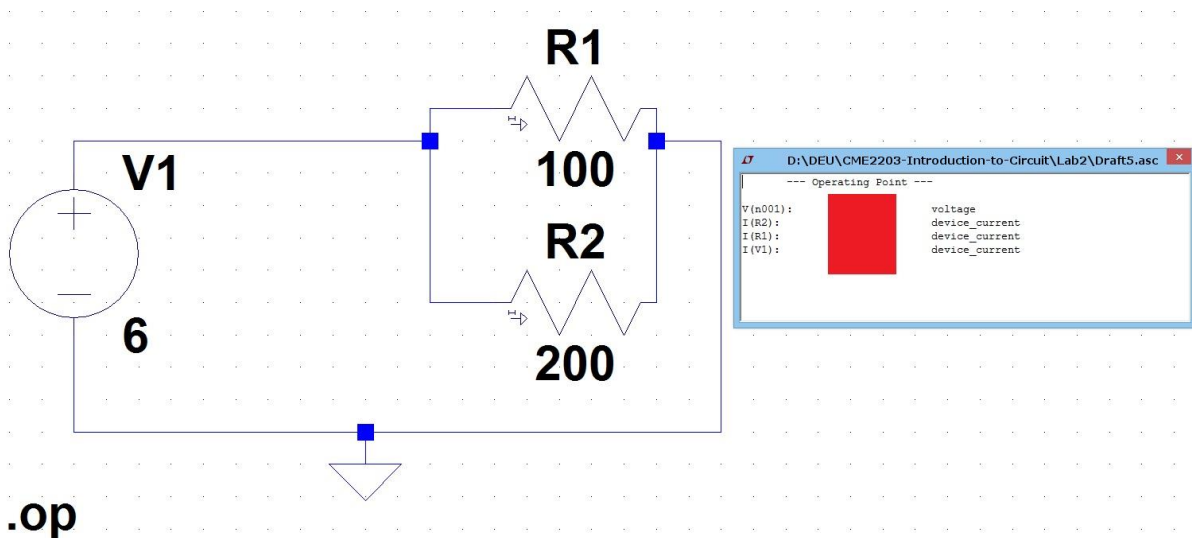 R1
100
V1
R2
6
200
.op
D:\DEU\CME2203-Introduction-to-Circuit\Lab2\Draft5.asc
--- Operating Point ---
V(n001): voltage
I(R2): device_current
I(R1): device_current
I(V1): device_current